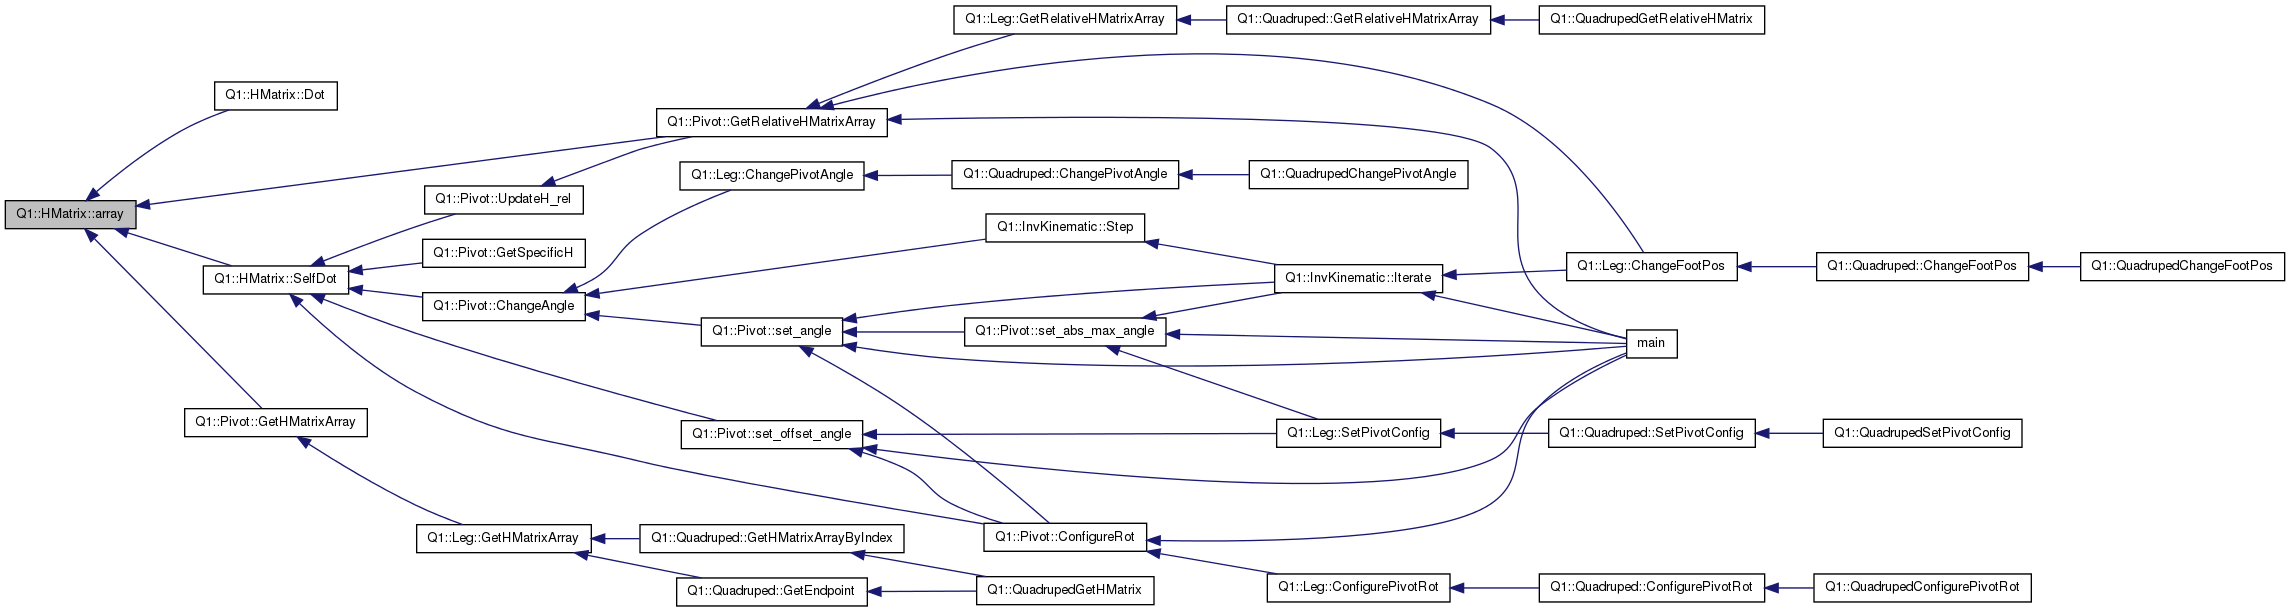 Q1::Leg::GetRelativeHMatrixArray
Q1::Quadruped::GetRelativeHMatrixArray
Q1::QuadrupedGetRelativeHMatrix
Q1::HMatrix::Dot
Q1::Pivot::GetRelativeHMatrixArray
Q1::Leg::ChangePivotAngle
Q1::Quadruped::ChangePivotAngle
Q1::QuadrupedChangePivotAngle
Q1::Pivot::UpdateH_rel
Q1::HMatrix::array
Q1::InvKinematic::Step
Q1::Pivot::GetSpecificH
Q1::HMatrix::SelfDot
Q1::InvKinematic::Iterate
Q1::Leg::ChangeFootPos
Q1::Quadruped::ChangeFootPos
Q1::QuadrupedChangeFootPos
Q1::Pivot::ChangeAngle
Q1::Pivot::set_angle
Q1::Pivot::set_abs_max_angle
main
Q1::Pivot::GetHMatrixArray
Q1::Pivot::set_offset_angle
Q1::Leg::SetPivotConfig
Q1::Quadruped::SetPivotConfig
Q1::QuadrupedSetPivotConfig
Q1::Leg::GetHMatrixArray
Q1::Quadruped::GetHMatrixArrayByIndex
Q1::Pivot::ConfigureRot
Q1::Quadruped::GetEndpoint
Q1::QuadrupedGetHMatrix
Q1::Leg::ConfigurePivotRot
Q1::Quadruped::ConfigurePivotRot
Q1::QuadrupedConfigurePivotRot